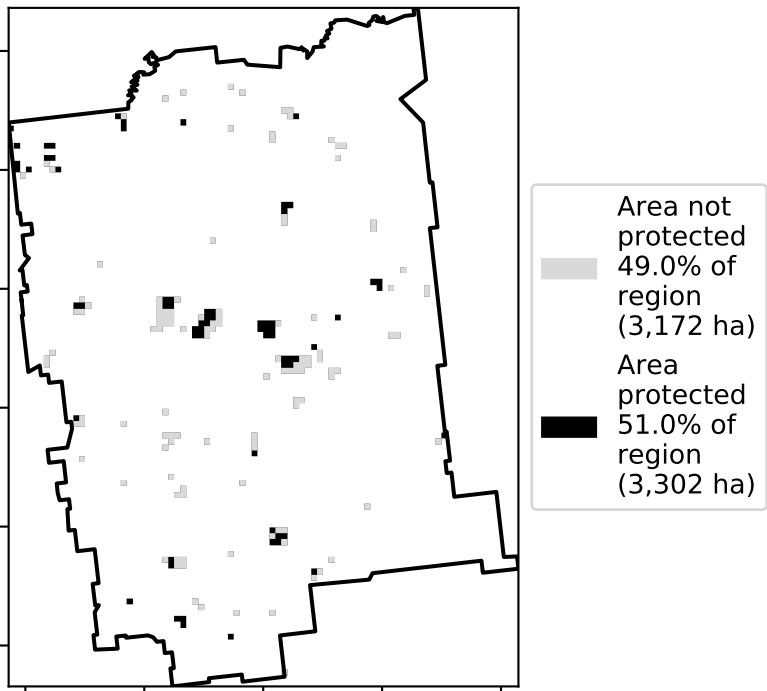 Area not
protected
49.0% of
region
(3,172 ha)
Area
protected
51.0% of
region
(3,302 ha)